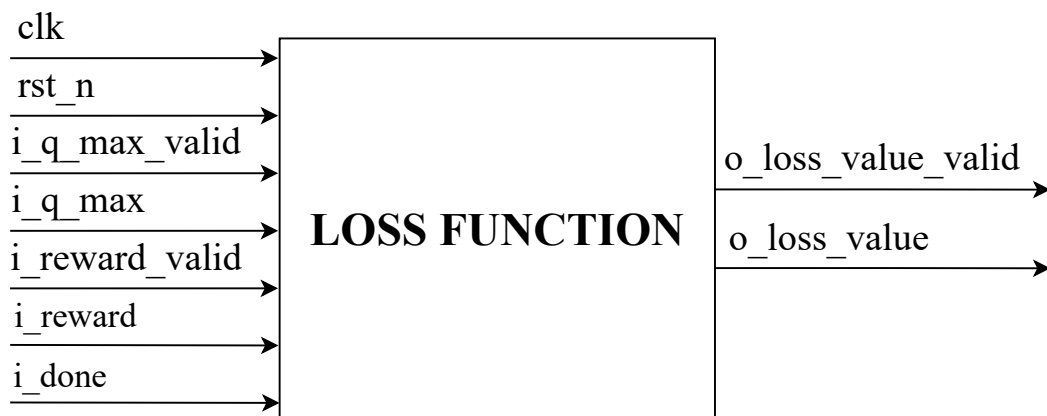 clk
rst_n
i_q_max_valid
i_q_max
i_reward_valid
i_reward
i_done
LOSS FUNCTION
o_loss_value_valid
o_loss_value